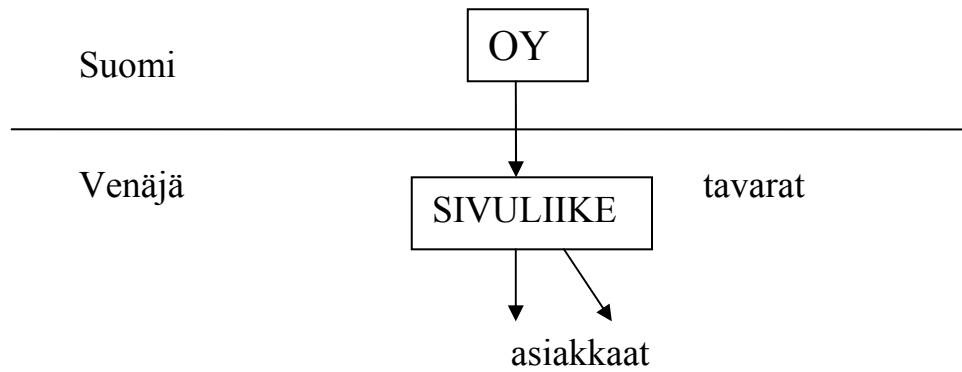 OY
Suomi
Venäjä
SIVULIIKE
tavarat
asiakkaat